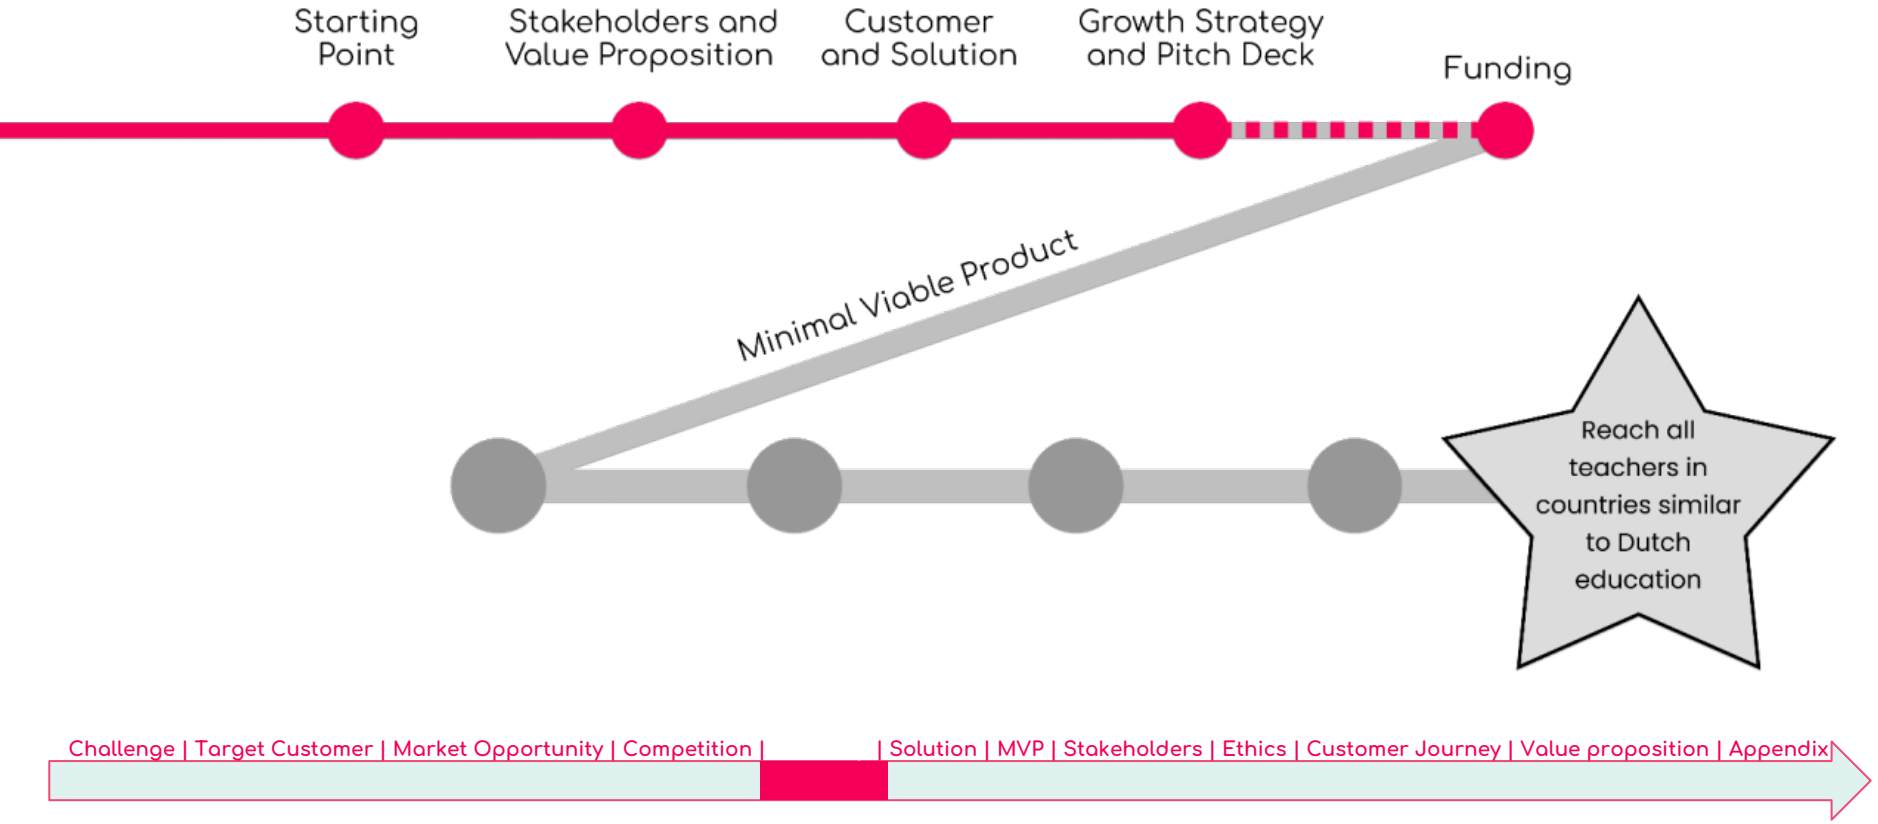 Starting
Point
Stakeholders and
Value Proposition
Customer
and Solution
Growth Strategy
and Pitch Deck
Funding
Minimal Viable Product
Reach all
teachers in
countries similar
to Dutch
education
Challenge | Target Customer | Market Opportunity | Competition | | Solution | MVP | Stakeholders | Ethics | Customer Journey | Value proposition | Appendix